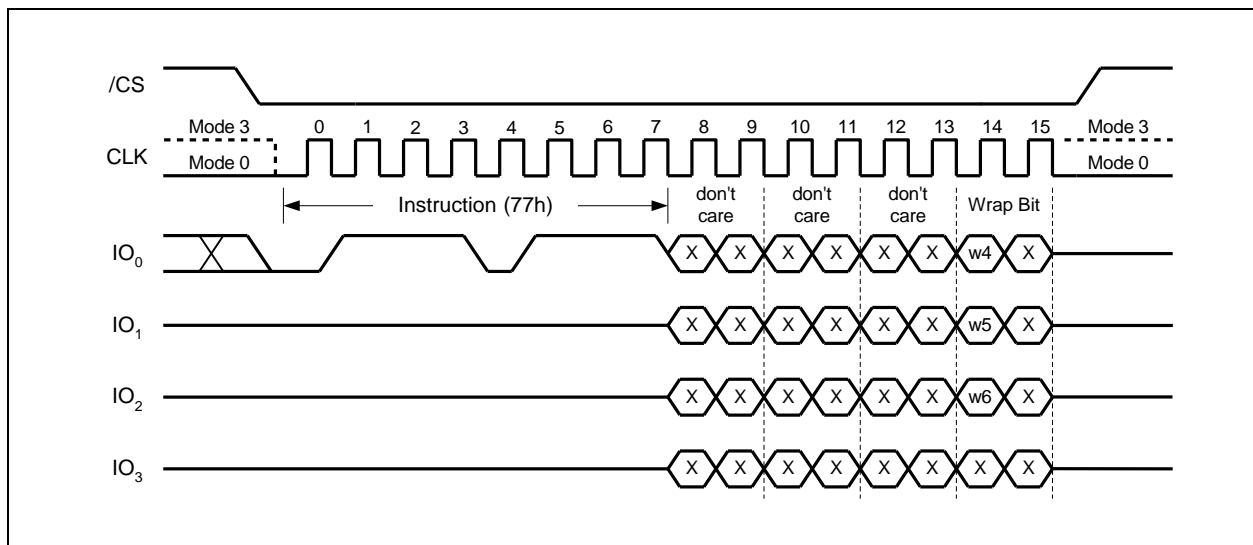 /CS
Mode 3 0 1 2 3 4 5 6 7 8 9 10 11 12 13 14 15 Mode 3
CLK Mode 0 Mode 0
Instruction (77h) don't care don't care don't care Wrap Bit
IO0 X X X X X X w4 X
IO1 X X X X X X w5 X
IO2 X X X X X X w6 X
IO3 X X X X X X X X